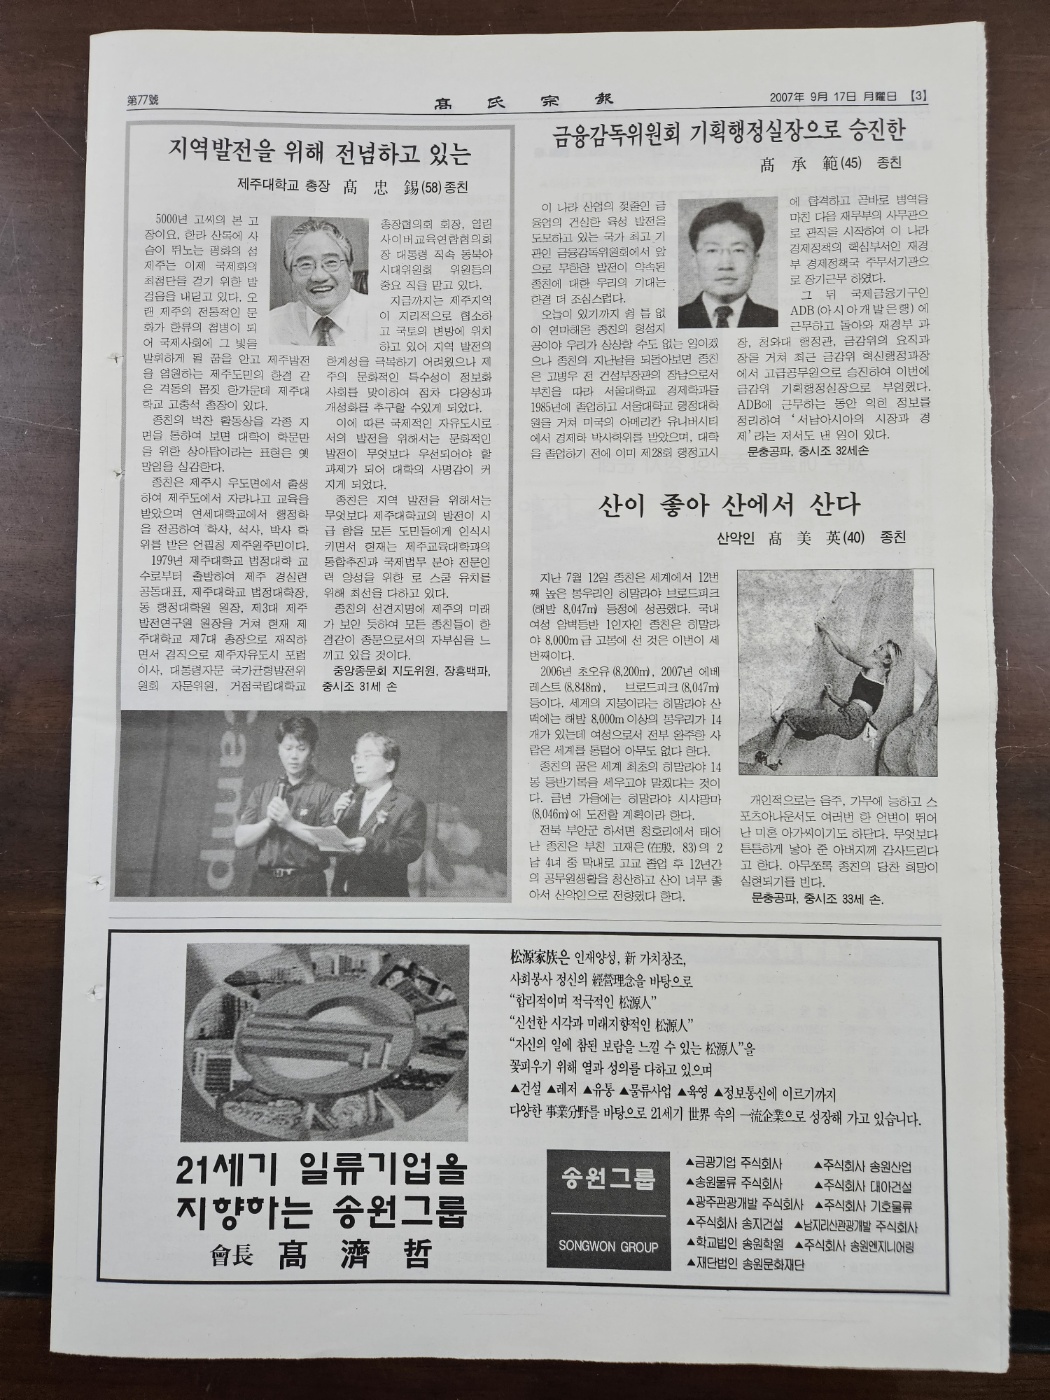 第77號
高氏宗報
2007年 9月 17日 月曜日 【3】
지역발전을 위해 전념하고 있는
제주대학교 총장 高忠錫(58)종친
5000년 고씨의 본 고
장이요, 한라 산록에 사
슴이 뛰노는 평화의 섬
제주는 이제 국제화의
최첨단을 걷기 위한 발
걸음을 내딛고 있다. 오
랜 제주의 전통적인 문
화가 한류의 첨병이 되
어 국제사회에 그 빛을
발휘하게 될 꿈을 안고 제주발전
을 염원하는 제주도민의 한결 같
은 격동의 몸짓 한가운데 제주대
학교 고충석 총장이 있다.
종친의 벅찬 활동상을 각종 지
면을 통하여 보면 대학이 학문만
을 위한 상아탑이라는 표현은 옛
말씀을 실감한다.
종친은 제주시 우도면에서 출생
하여 제주도에서 자라나고 교육을
받았으며 연세대학교에서 행정학
을 전공하여 학사, 석사, 박사 학
위를 받은 언필칭 제주원주민이다.
1979년 제주대학교 법정대학 교
수로부터 출발하여 제주 경실련
공동대표, 제주대학교 법정대학장,
동 행정대학원 원장, 제3대 제주
발전연구원 원장을 거쳐 현재 제
주대학교 제7대 총장으로 재직하
면서 겸직으로 제주자유도시 포럼
이사, 대통령자문 국가균형발전위
원회 자문위원, 거점국립대학교
총장협의회 회장, 열린
사이버교육연합협의회
장 대통령 직속 동북아
시대위원회 위원등의
중요 직을 맡고 있다.
지금까지는 제주지역
이 지리적으로 협소하
고 국토의 변방에 위치
하고 있어 지역 발전의
한계성을 극복하기 어려웠으나 제
주의 문화적인 특수성이 정보화
사회를 맞이하여 점차 다양성과
개성화를 추구할 수있게 되었다.
이에 따른 국제적인 자유도시로
서의 발전을 위해서는 문화적인
발전이 무엇보다 우선되어야 할
과제가 되어 대학의 사명감이 커
지게 되었다.
종친은 지역 발전을 위해서는
무엇보다 제주대학교의 발전이 시
급 함을 모든 도민들에게 인식시
키면서 현재는 제주교육대학과의
통합추진과 국제법무 분야 전문인
력 양성을 위한 로 스쿨 유치를
위해 최선을 다하고 있다.
종친의 선견지명에 제주의 미래
가 보인 듯하여 모든 종친들이 한
결같이 종문으로서의 자부심을 느
끼고 있을 것이다.
중앙종문회 지도위원, 장흥백파,
중시조 31세 손
금융감독위원회 기획행정실장으로 승진한
高承範(45) 종친
이 나라 산업의 젖줄인 금
융업의 건실한 육성 발전을
도모하고 있는 국가 최고 기
관인 금융감독위원회에서 앞
으로 무한한 발전이 약속된
종친에 대한 우리의 기대는
한결 더 조심스럽다.
오늘이 있기까지 쉼 틈 없
이 연마해온 종친의 형설지
공이야 우리가 상상할 수도 없는 일이겠
으나 종친의 지난날을 되돌아보면 종친
은 고병우 전 건설부장관의 장남으로서
부친을 따라 서울대학교 경제학과를
1985년에 졸업하고 서울대학교 행정대학
원을 거쳐 미국의 아메리칸 유니버시티
에서 경제학 박사학위를 받았으며, 대학
을 졸업하기 전에 이미 제28회 행정고시
에 합격하고 곧바로 병역을
마친 다음 재무부의 사무관으
로 관직을 시작하여 이 나라
경제정책의 핵심부서인 재경
부 경제정책국 주무서기관으
로 장기근무 하였다.
그 뒤 국제금융기구인
ADB(아시아개발은행)에
근무하고 돌아와 재경부 과
장, 청와대 행정관, 금감위의 요직과
장을 거쳐 최근 금감위 혁신행정과장
에서 고급공무원으로 승진하여 이번에
금감위 기획행정실장으로 부임했다.
ADB에 근무하는 동안 익힌 정보를
정리하여 ‘서남아시아의 시장과 경
제’라는 저서도 낸 일이 있다.
문충공파, 중시조 32세손
산이 좋아 산에서 산다
산악인 高美英(40) 종친
지난 7월 12일 종친은 세계에서 12번
째 높은 봉우리인 히말라야 브로드피크
(해발 8,047m) 등정에 성공했다. 국내
여성 암벽등반 1인자인 종친은 히말라
야 8,000m급 고봉에 선 것은 이번이 세
번째이다.
2006년 초오유(8,200m), 2007년 에베
레스트(8,848m), 브로드피크(8,047m)
등이다. 세계의 지붕이라는 히말라야 산
맥에는 해발 8,000m 이상의 봉우리가 14
개가 있는데 여성으로서 전부 완주한 사
람은 세계를 통털어 아무도 없다 한다.
종친의 꿈은 세계 최초의 히말라야 14
봉 등반기록을 세우고야 말겠다는 것이
다. 금년 가을에는 히말라야 시샤팡마
(8,046m)에 도전할 계획이라 한다.
전북 부안군 하서면 청호리에서 태어
난 종친은 부친 고재은(在殷, 83)의 2
남 4녀 중 막내로 고교 졸업 후 12년간
의 공무원생활을 청산하고 산이 너무 좋
아서 산악인으로 전향했다 한다.
개인적으로는 음주, 가무에 능하고 스
포츠아나운서도 여러번 한 언변이 뛰어
난 미혼 아가씨이기도 하단다. 무엇보다
튼튼하게 낳아 준 아버지께 감사드린다
고 한다. 아무쪼록 종친의 당찬 희망이
실현되기를 빈다.
문충공파, 중시조 33세 손.
松源家族은 인재양성, 新 가치창조,
사회봉사 정신의 經營理念을 바탕으로
“합리적이며 적극적인 松源人”
“신선한 시각과 미래지향적인 松源人”
“자신의 일에 참된 보람을 느낄 수 있는 松源人”을
꽃피우기 위해 열과 성의를 다하고 있으며
▲건설 ▲레저 ▲유통 ▲물류사업 ▲육영 ▲정보통신에 이르기까지
다양한 事業分野를 바탕으로 21세기 世界 속의 一流企業으로 성장해 가고 있습니다.
21세기 일류기업을
지향하는 송원그룹
會長 高濟哲
송원그룹
SONGWON GROUP
▲금광기업 주식회사 ▲주식회사 송원산업
▲송원물류 주식회사 ▲주식회사 대아건설
▲광주관광개발 주식회사 ▲주식회사 기호물류
▲주식회사 송지건설 ▲남지리산관광개발 주식회사
▲학교법인 송원학원 ▲주식회사 송원엔지니어링
▲재단법인 송원문화재단